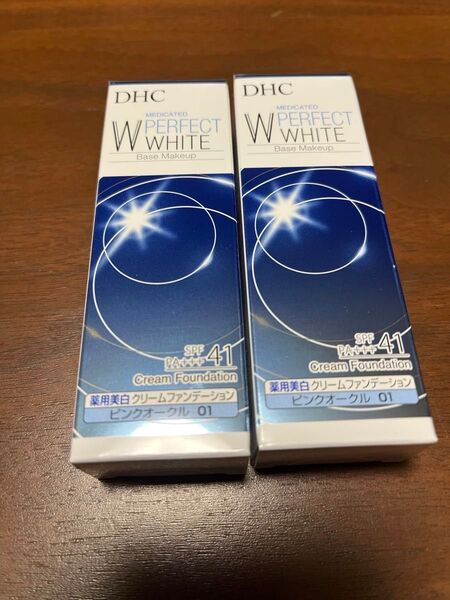 DHC
MEDICATED
W PERFECT
WHITE
Base Makeup
SPF 41
PA+++
Cream Foundation
薬用美白 クリームファンデーション
ピンクオークル 01
DHC
MEDICATED
W PERFECT
WHITE
Base Makeup
SPF 41
PA+++
Cream Foundation
薬用美白 クリームファンデーション
ピンクオークル 01